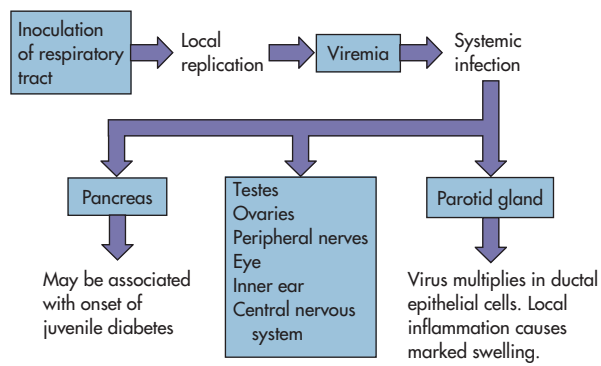 Inoculation
of respiratory
tract
Local
replication
Viremia
Systemic
infection
Pancreas
Testes
Ovaries
Peripheral nerves
Eye
Inner ear
Central nervous
system
Parotid gland
May be associated
with onset of
juvenile diabetes
Virus multiplies in ductal
epithelial cells. Local
inflammation causes
marked swelling.